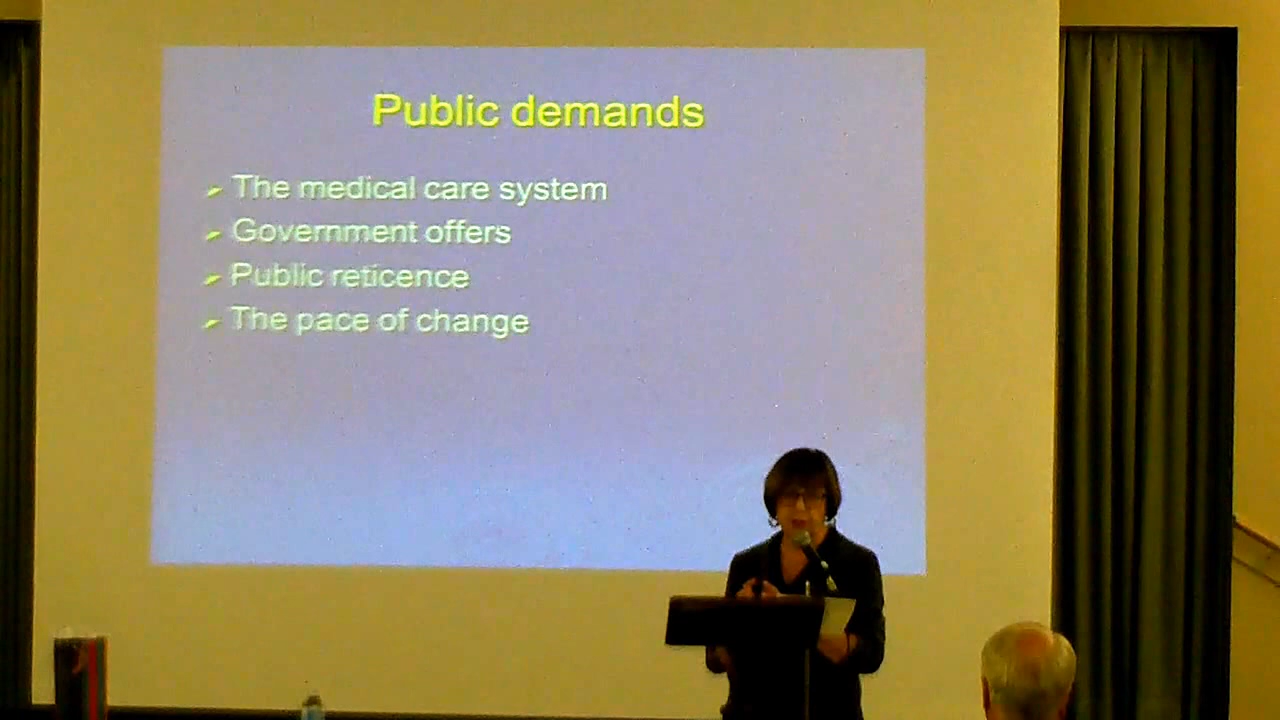 Public demands
The medical care system
Government offers
Public reticence
The pace of change